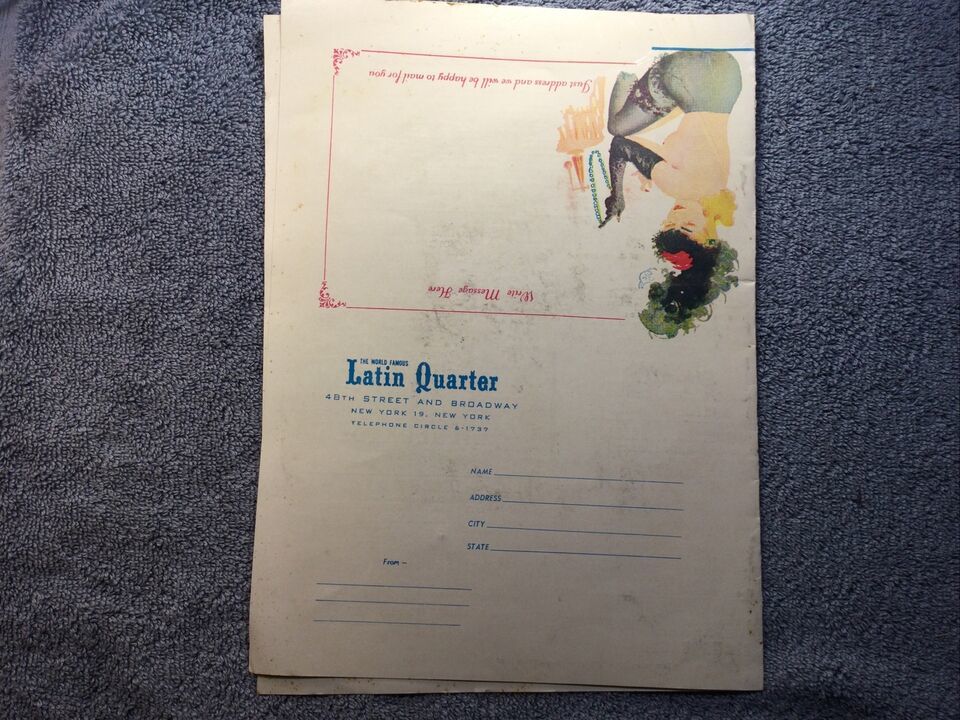 Just address and we will be happy to mail for you
Write Message Here
THE WORLD FAMOUS
Latin Quarter
48TH STREET AND BROADWAY
NEW YORK 19, NEW YORK
TELEPHONE CIRCLE 6-1737
NAME
ADDRESS
CITY
STATE
From –